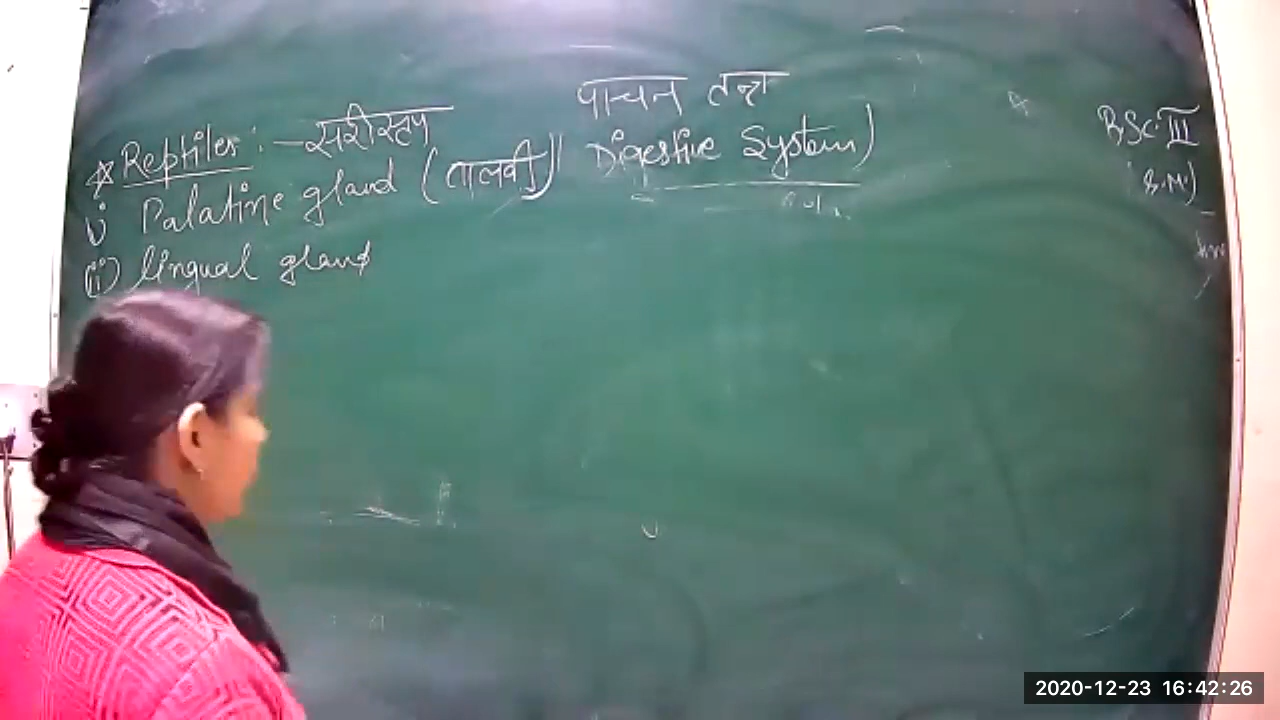 पाचन तन्त्र
Digestive System)
B.Sc. III
☆ Reptiles :- सरीसृप
i) Palatine gland (तालवी)
(ii) lingual gland
2020-12-23 16:42:26